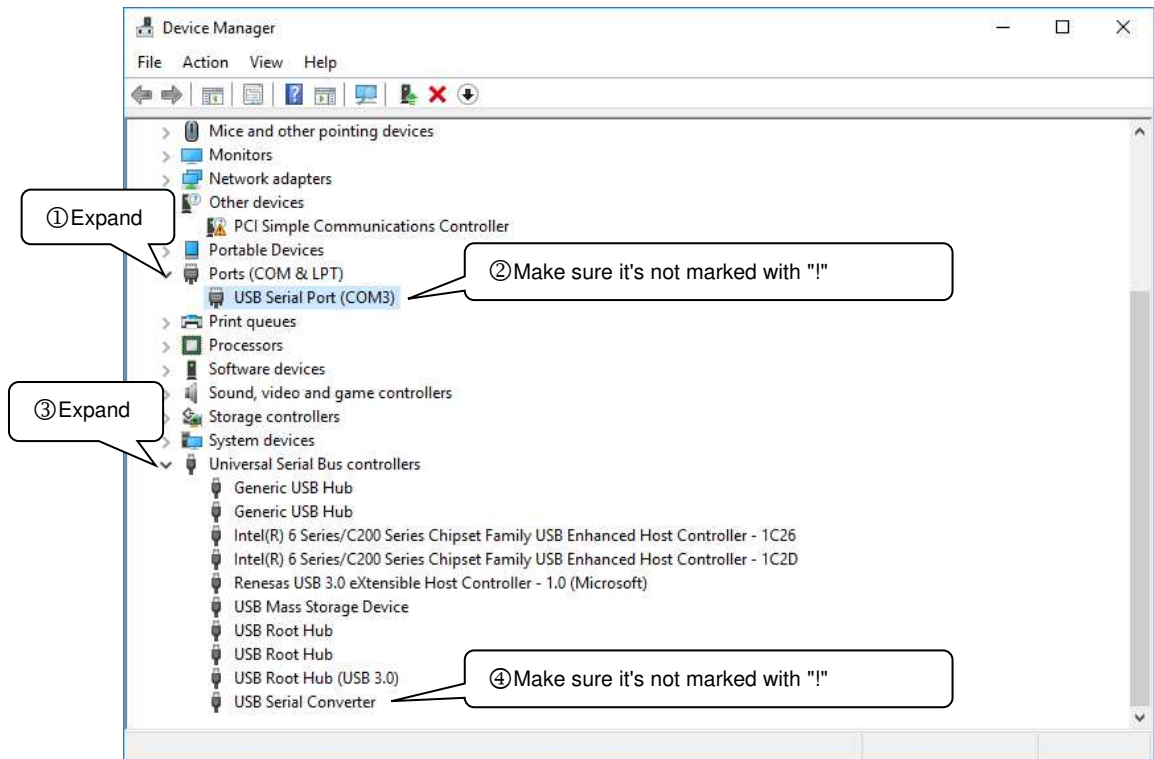 Device Manager
File Action View Help
Mice and other pointing devices
Monitors
Network adapters
Other devices
①Expand
PCI Simple Communications Controller
Portable Devices
②Make sure it's not marked with "!"
Ports (COM & LPT)
USB Serial Port (COM3)
Print queues
Processors
Software devices
Sound, video and game controllers
③Expand
Storage controllers
System devices
Universal Serial Bus controllers
Generic USB Hub
Generic USB Hub
Intel(R) 6 Series/C200 Series Chipset Family USB Enhanced Host Controller - 1C26
Intel(R) 6 Series/C200 Series Chipset Family USB Enhanced Host Controller - 1C2D
Renesas USB 3.0 eXtensible Host Controller - 1.0 (Microsoft)
USB Mass Storage Device
USB Root Hub
USB Root Hub
USB Root Hub (USB 3.0)
④Make sure it's not marked with "!"
USB Serial Converter